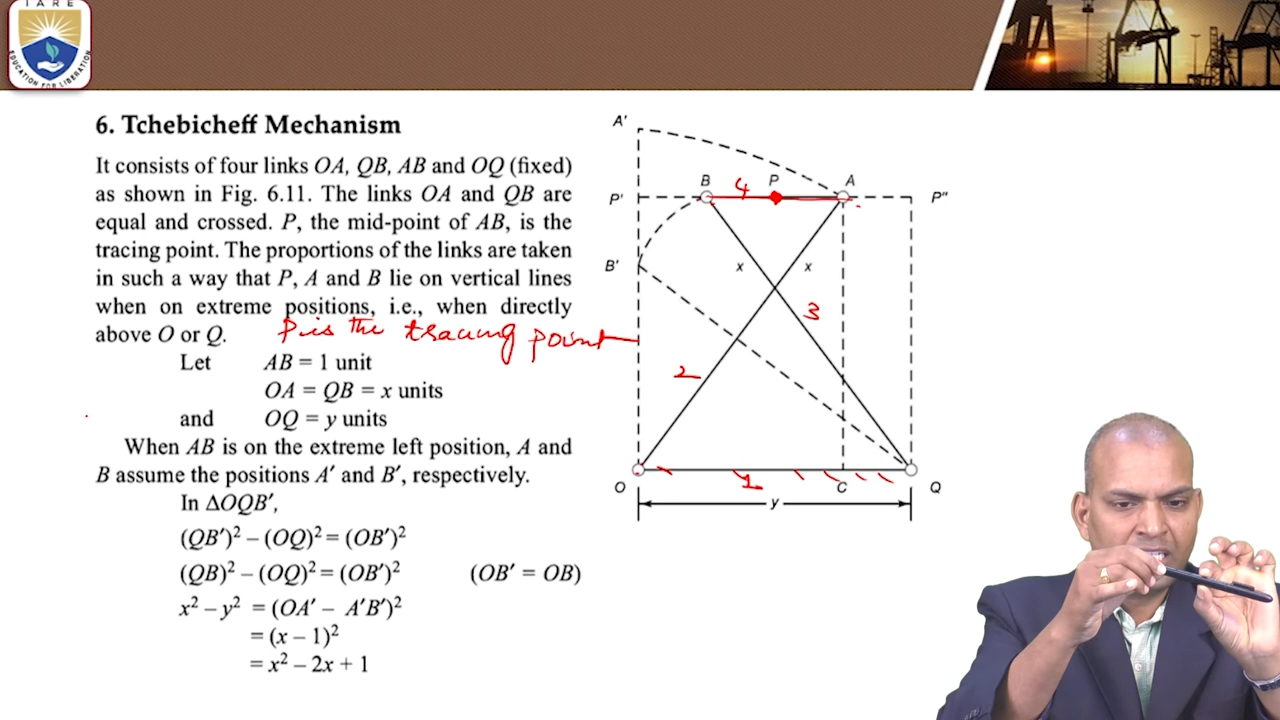 IARE
EDUCATION FOR LIBERATION
6. Tchebicheff Mechanism
It consists of four links OA, QB, AB and OQ (fixed)
as shown in Fig. 6.11. The links OA and QB are
equal and crossed. P, the mid-point of AB, is the
tracing point. The proportions of the links are taken
in such a way that P, A and B lie on vertical lines
when on extreme positions, i.e., when directly
above O or Q.
P is the tracing point
Let AB = 1 unit
OA = QB = x units
and OQ = y units
When AB is on the extreme left position, A and
B assume the positions A′ and B′, respectively.
In ΔOQB′,
(QB′)² – (OQ)² = (OB′)²
(QB)² – (OQ)² = (OB′)² (OB′ = OB)
x² – y² = (OA′ – A′B′)²
= (x – 1)²
= x² – 2x + 1
A'
B 4 P A
P' P"
B' x x
3
2
1
O C Q
y